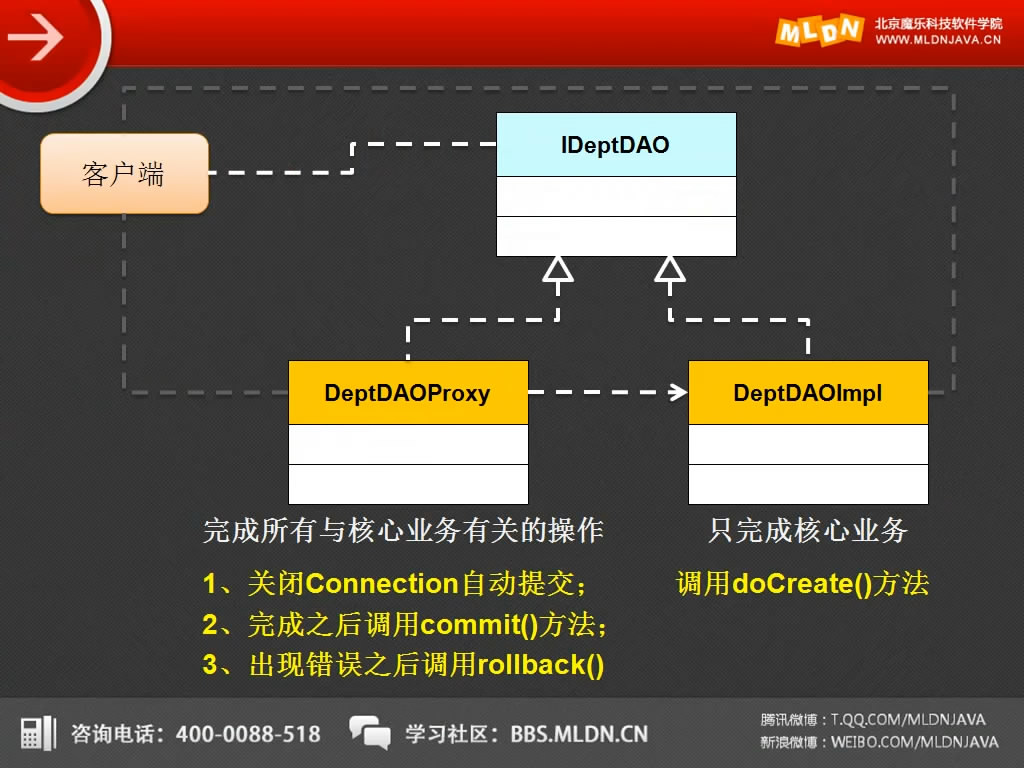 MLDN
北京魔乐科技软件学院
WWW.MLDNJAVA.CN
客户端
IDeptDAO
DeptDAOProxy
DeptDAOImpl
完成所有与核心业务有关的操作
只完成核心业务
1、关闭Connection自动提交;
调用doCreate()方法
2、完成之后调用commit()方法;
3、出现错误之后调用rollback()
咨询电话：400-0088-518
学习社区：BBS.MLDN.CN
腾讯微博：T.QQ.COM/MLDNJAVA
新浪微博：WEIBO.COM/MLDNJAVA